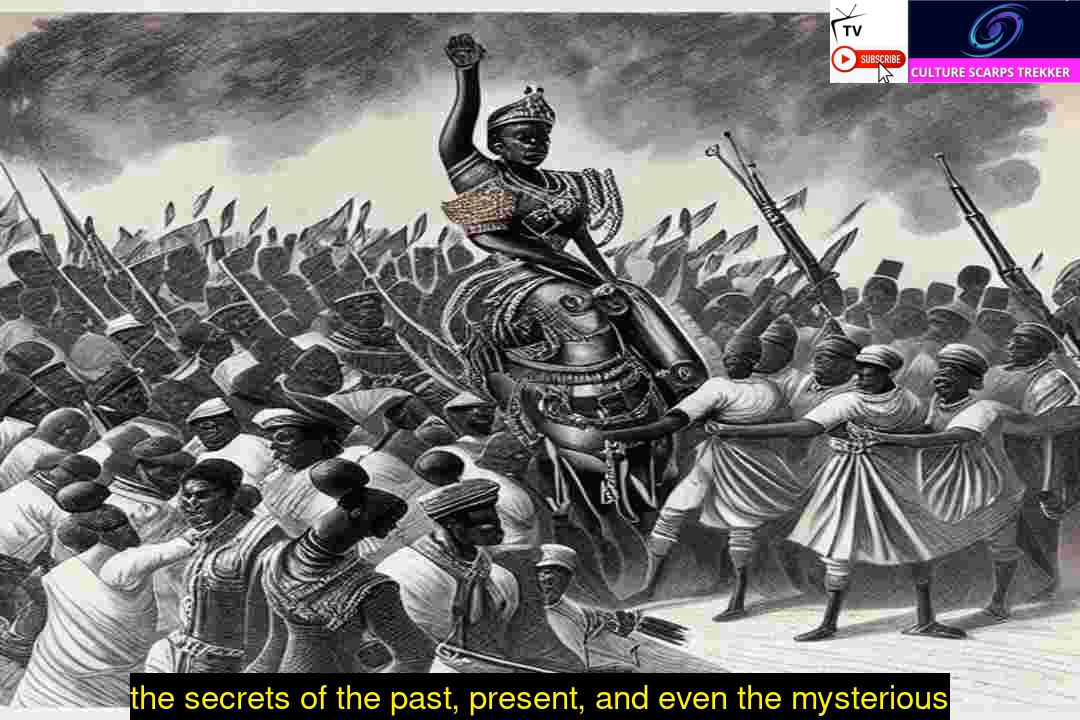 TV
SUBSCRIBE
CULTURE SCARPS TREKKER
the secrets of the past, present, and even the mysterious